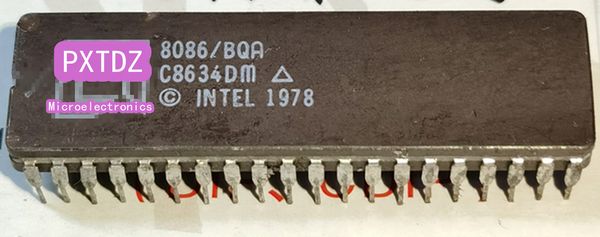 PXTDZ
Microelectronics
8086/BQA
C8634DM △
© INTEL 1978